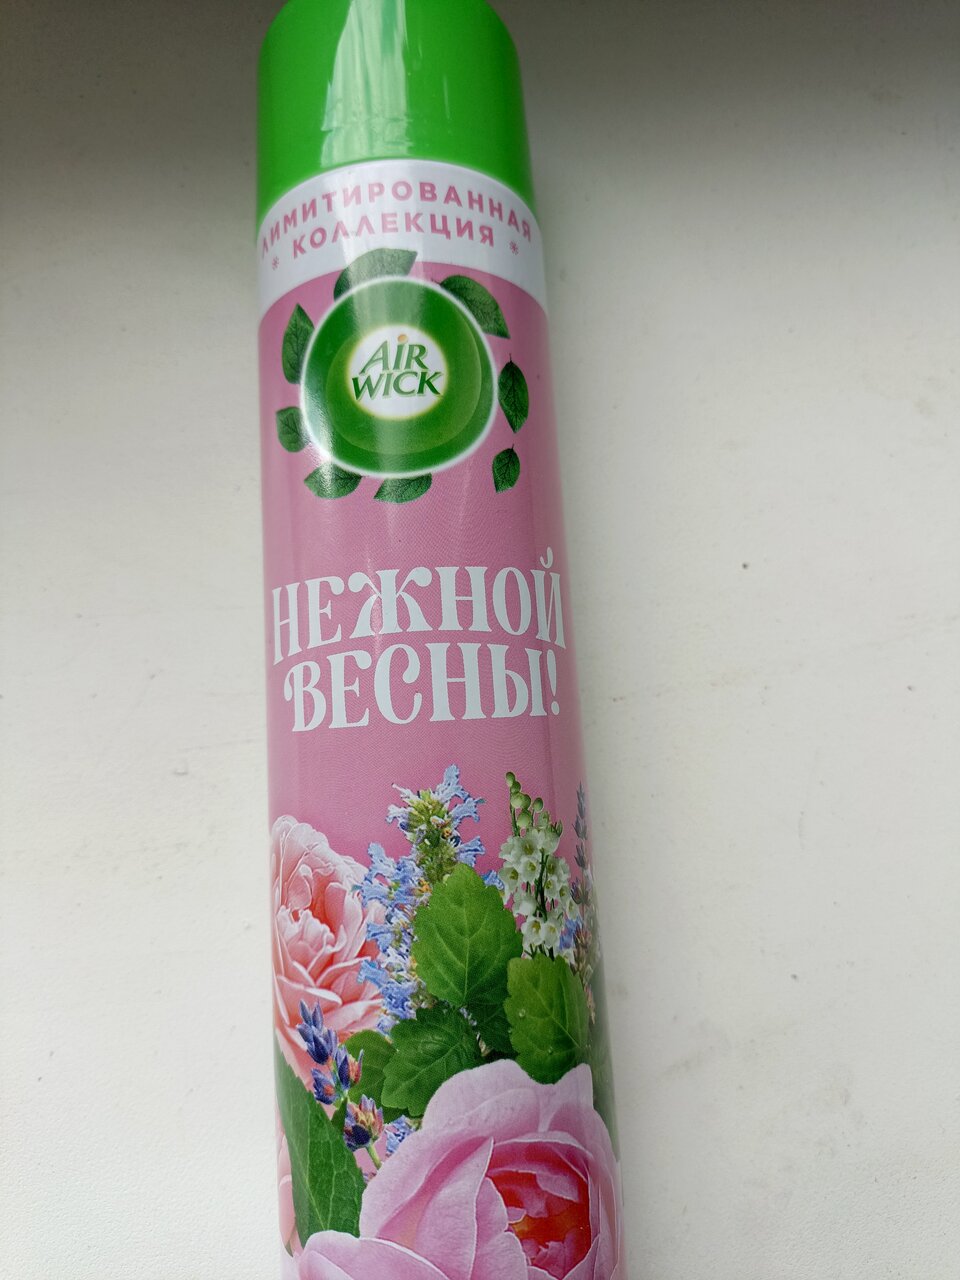 ЛИМИТИРОВАННАЯ
* КОЛЛЕКЦИЯ *
AIR
WICK
НЕЖНОЙ
ВЕСНЫ!